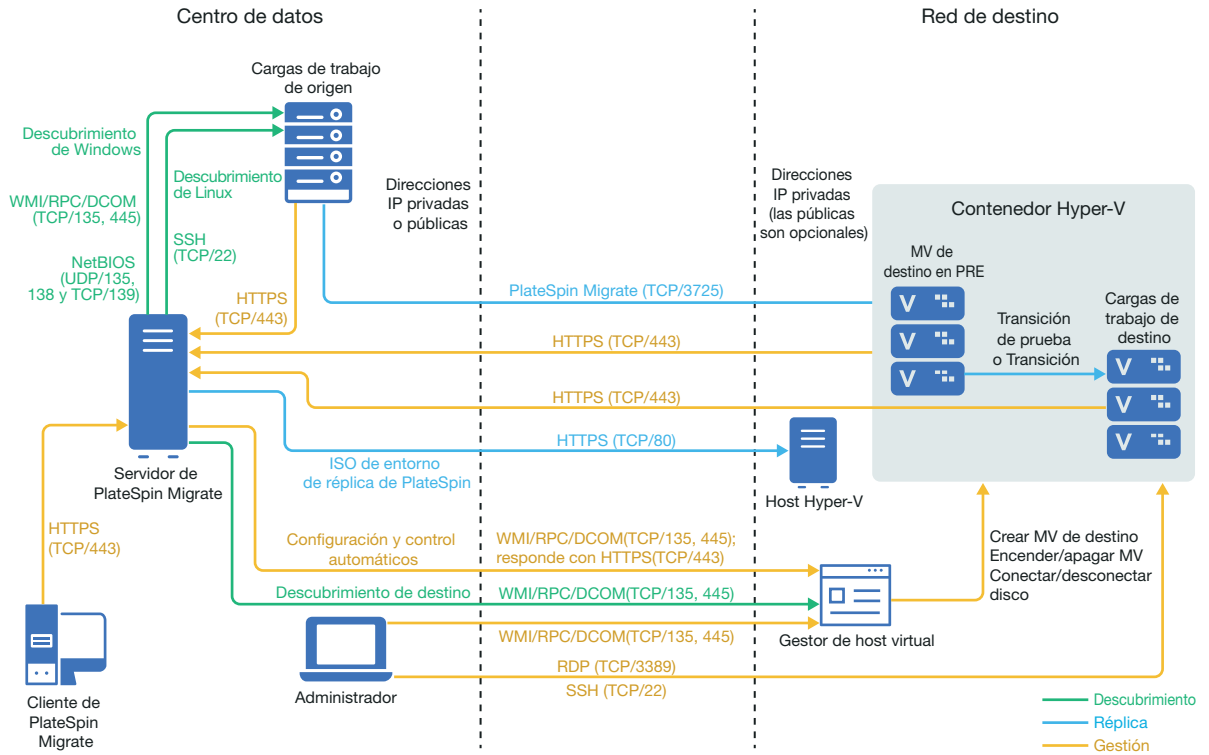 Centro de datos
Red de destino
Cargas de trabajo
de origen
Descubrimiento
de Windows
WMI/RPC/DCOM
(TCP/135, 445)
NetBIOS
(UDP/135,
138 y TCP/139)
Descubrimiento
de Linux
SSH
(TCP/22)
HTTPS
(TCP/443)
Direcciones
IP privadas
o públicas
Direcciones
IP privadas
(las públicas
son opcionales)
Contenedor Hyper-V
MV de
destino en PRE
V
V
V
Transición
de prueba
o Transición
Cargas de
trabajo de
destino
V
V
V
PlateSpin Migrate (TCP/3725)
HTTPS (TCP/443)
HTTPS (TCP/443)
HTTPS (TCP/80)
ISO de entorno
de réplica de PlateSpin
Servidor de
PlateSpin Migrate
Host Hyper-V
HTTPS
(TCP/443)
Configuración y control
automáticos
WMI/RPC/DCOM(TCP/135, 445);
responde con HTTPS(TCP/443)
Crear MV de destino
Encender/apagar MV
Conectar/desconectar
disco
Descubrimiento de destino
WMI/RPC/DCOM(TCP/135, 445)
WMI/RPC/DCOM(TCP/135, 445)
Gestor de host virtual
RDP (TCP/3389)
SSH (TCP/22)
Administrador
Cliente de
PlateSpin
Migrate
Descubrimiento
Réplica
Gestión